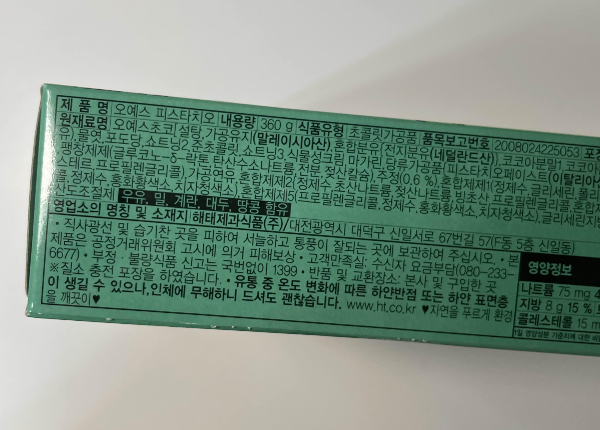 제 품 명 오예스 피스타치오 내용량 360 g 식품유형 초콜릿가공품 품목보고번호 2008024225053 포장
원재료명 오예스초코[설탕, 가공유지(말레이시아산), 혼합분유(전지분유(네덜란드산)), 코코아분말, 코코아
유), 물엿, 포도당, 쇼트닝2, 준초콜릿, 쇼트닝3, 식물성크림, 마가린, 당류가공품[피스타치오페이스트(이탈리아산
팽창제제[글루코노-δ-락톤, 탄산수소나트륨, 전분, 젖산칼슘], 주정(0.6 %), 혼합제제1(정제수, 글리세린
스테르, 프로필렌글리콜), 가공연유, 혼합제제2(정제수, 초산나트륨, 젖산나트륨
정제수, 홍화황색소, 치자청색소), 혼합제제5(프로필렌글리콜, 정제수, 홍화황색소, 치자청색소), 글리세린지방
산도조절제 우유, 밀, 계란, 대두, 땅콩 함유
영업소의 명칭 및 소재지 해태제과식품(주)/대전광역시 대덕구 신일서로 67번길 57(F동 5층 신일동)
• 직사광선 및 습기찬 곳을 피하여 서늘하고 통풍이 잘되는 곳에 보관하여 주십시오. • 본
제품은 공정거래위원회 고시에 의거 피해보상 • 고객만족실: 수신자 요금부담(080-233-
6677) • 부정·불량식품 신고는 국번없이 1399 • 반품 및 교환장소: 본사 및 구입한 곳
※질소 충전 포장을 하였습니다. • 유통 중 온도 변화에 따른 하얀반점 또는 하얀 표면층
이 생길 수 있으나, 인체에 무해하니 드셔도 괜찮습니다. www.ht.co.kr ♥자연을 푸르게 환경
을 깨끗이♥
영양정보
나트륨 75 mg 4
지방 8 g 15 %
콜레스테롤 15 m
1일 영양성분 기준치에 대한 비